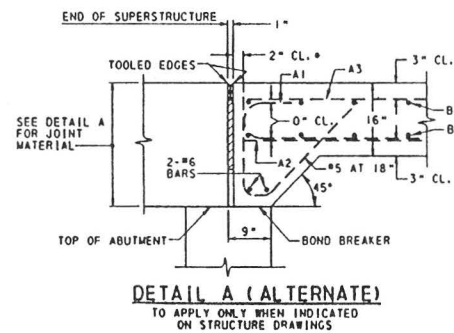 END OF SUPERSTRUCTURE
1"
2" CL. *
TOOLED EDGES
A1
A3
3" CL.
SEE DETAIL A
FOR JOINT
MATERIAL
0" CL.
16"
B
B
A2
2-#6
BARS
#5 AT 18"
3" CL.
45°
TOP OF ABUTMENT
9"
BOND BREAKER
DETAIL A (ALTERNATE)
TO APPLY ONLY WHEN INDICATED
ON STRUCTURE DRAWINGS